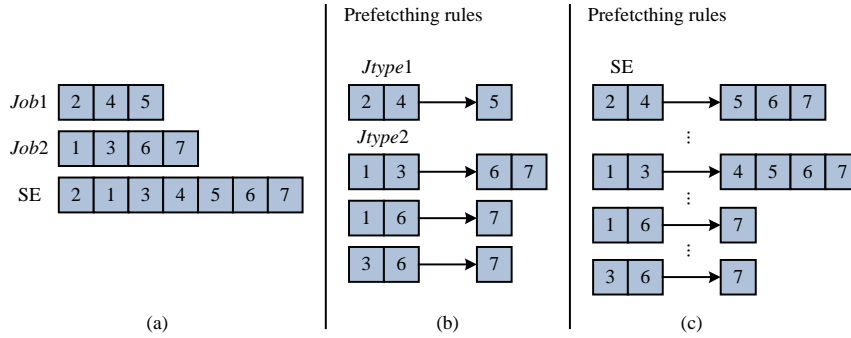 Prefetcthing rules
Prefetcthing rules
Job1 2 4 5
Job2 1 3 6 7
SE 2 1 3 4 5 6 7
(a)
Jtype1
2 4 5
Jtype2
1 3 6 7
1 6 7
3 6 7
(b)
SE
2 4 5 6 7
⋮
1 3 4 5 6 7
⋮
1 6 7
⋮
3 6 7
(c)